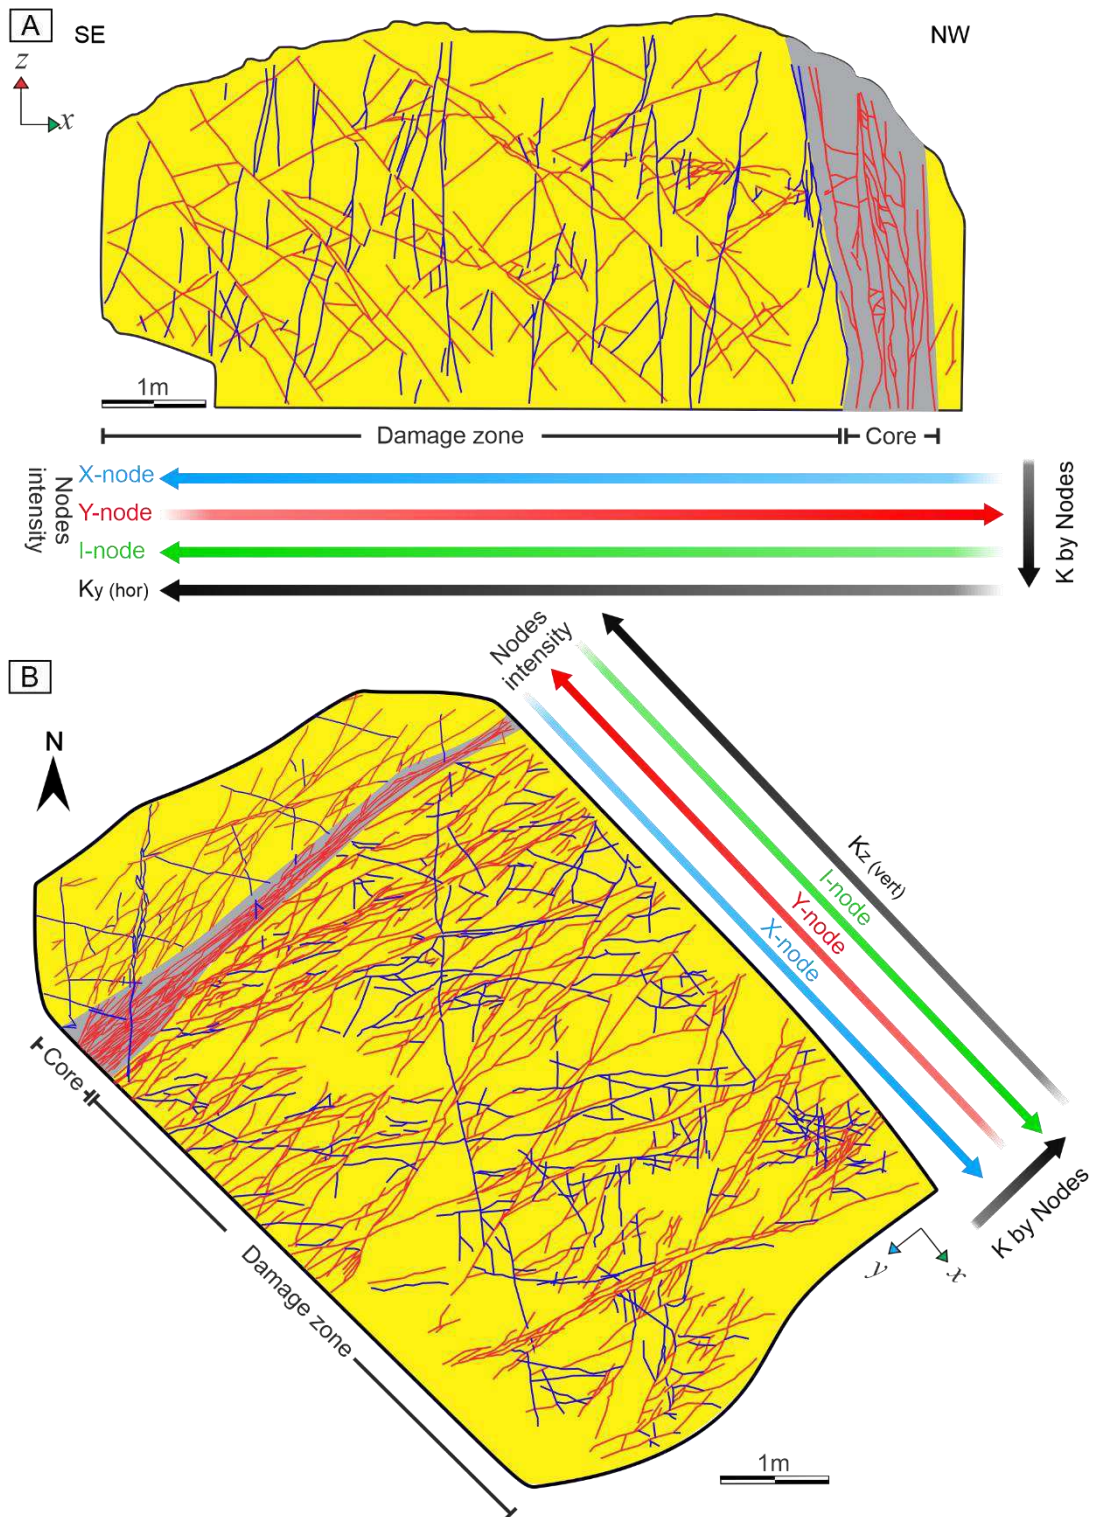 A
SE
NW
z
x
1m
Damage zone
Core
Nodes
intensity
X-node
Y-node
I-node
Ky (hor)
K by Nodes
B
Nodes
intensity
N
Kz (vert)
I-node
Y-node
X-node
Core
Damage zone
K by Nodes
y
x
1m